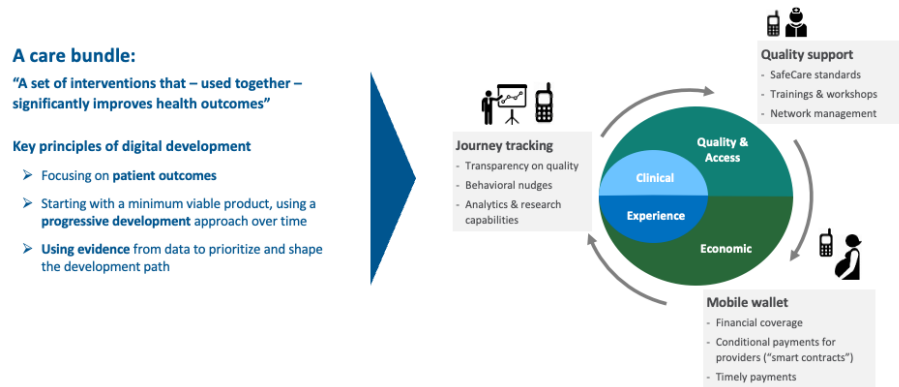 A care bundle:
“A set of interventions that – used together –
significantly improves health outcomes”
Key principles of digital development
➢ Focusing on patient outcomes
➢ Starting with a minimum viable product, using a
progressive development approach over time
➢ Using evidence from data to prioritize and shape
the development path
Journey tracking
- Transparency on quality
- Behavioral nudges
- Analytics & research
capabilities
Quality support
- SafeCare standards
- Trainings & workshops
- Network management
Quality &
Access
Clinical
Experience
Economic
Mobile wallet
- Financial coverage
- Conditional payments for
providers (“smart contracts”)
- Timely payments